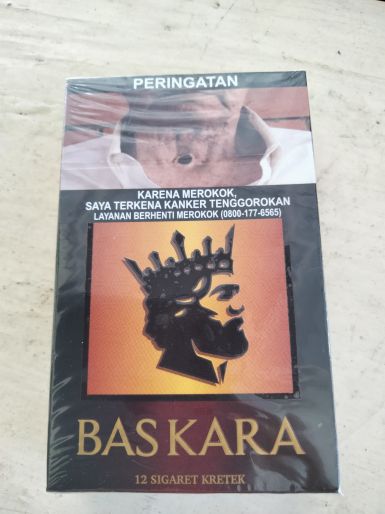 PERINGATAN
KARENA MEROKOK,
SAYA TERKENA KANKER TENGGOROKAN
LAYANAN BERHENTI MEROKOK (0800-177-6565)
BASKARA
12 SIGARET KRETEK